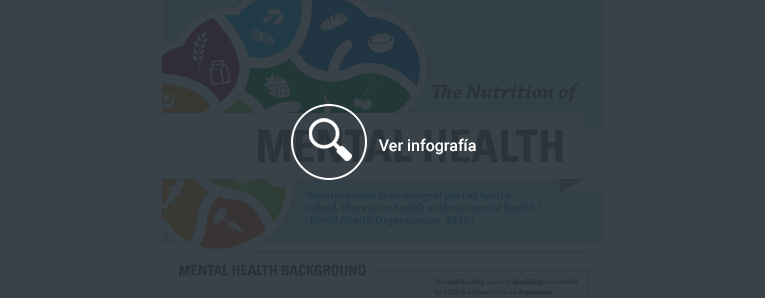 The Nutrition of
MENTAL HEALTH
Ver infografía
"Mental health is an integral part of health;
indeed, there is no health without mental health."
(World Health Organization, 2010)
MENTAL HEALTH BACKGROUND
The 2nd leading cause of disability worldwide
by 2020 is estimated to be depression.